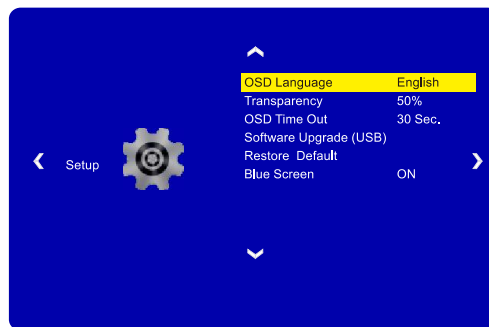 OSD Language English
Transparency 50%
OSD Time Out 30 Sec.
Software Upgrade (USB)
Setup
Restore Default
Blue Screen ON